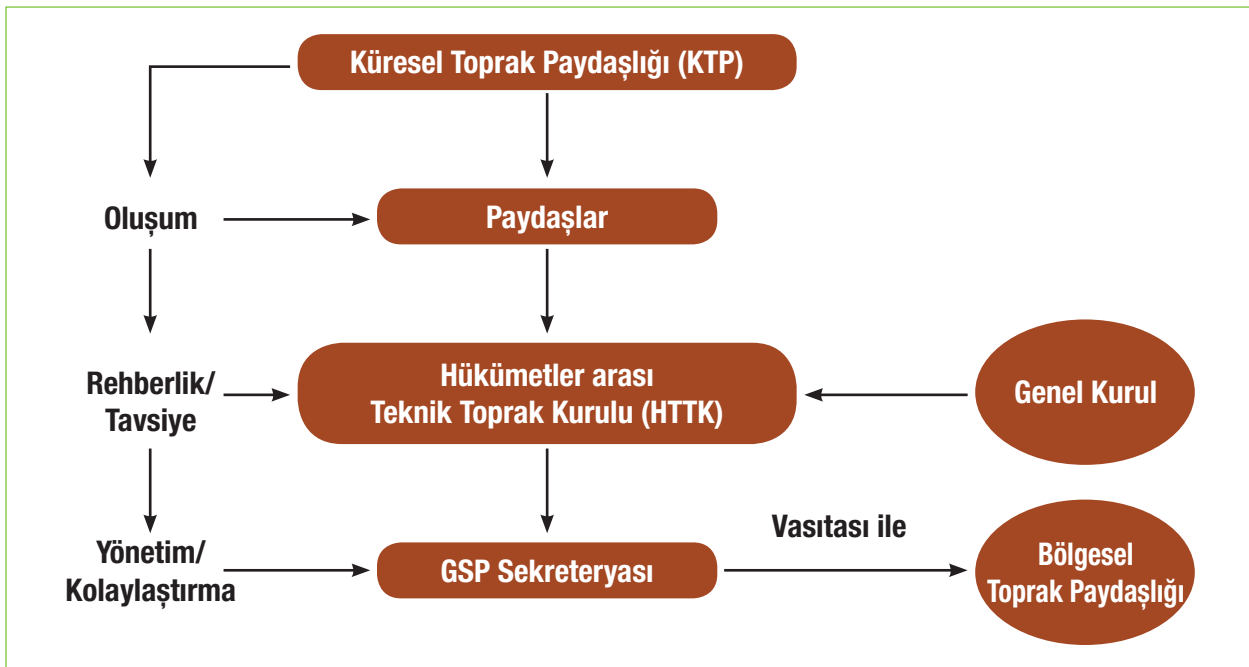 Küresel Toprak Paydaşlığı (KTP)
Oluşum
Paydaşlar
Rehberlik/
Tavsiye
Hükümetler arası
Teknik Toprak Kurulu (HTTK)
Genel Kurul
Yönetim/
Kolaylaştırma
GSP Sekreteryası
Vasıtası ile
Bölgesel
Toprak Paydaşlığı